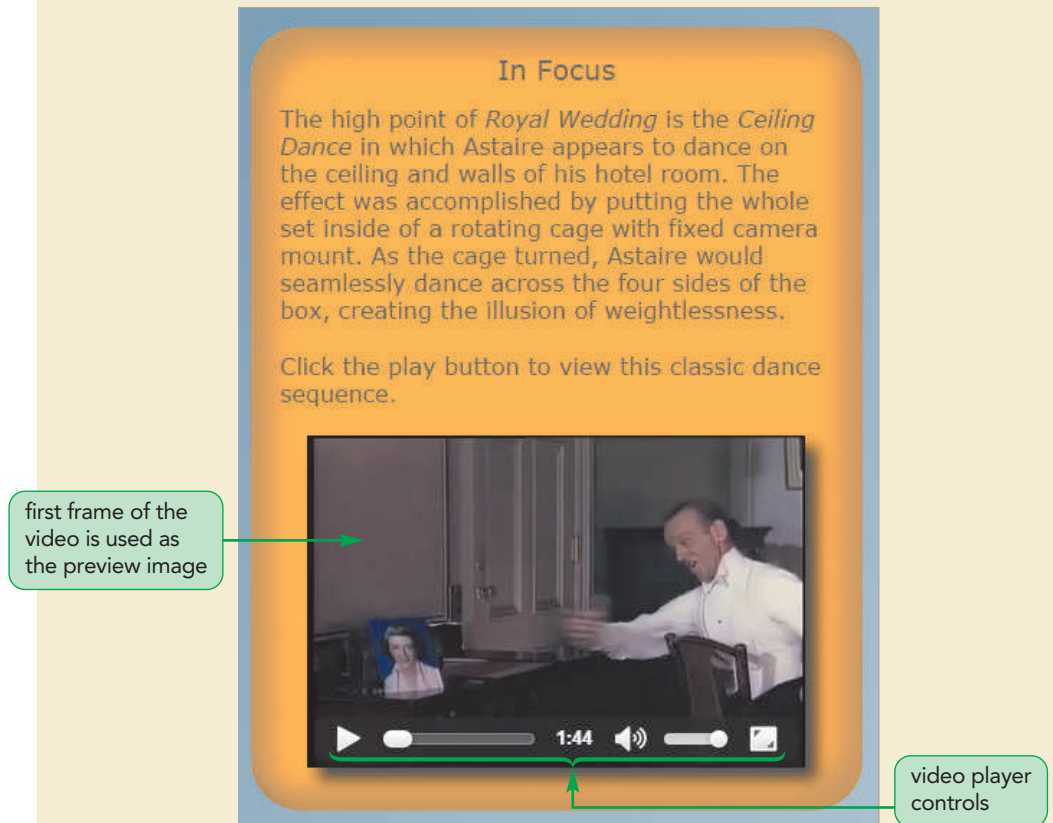 In Focus
The high point of Royal Wedding is the Ceiling
Dance in which Astaire appears to dance on
the ceiling and walls of his hotel room. The
effect was accomplished by putting the whole
set inside of a rotating cage with fixed camera
mount. As the cage turned, Astaire would
seamlessly dance across the four sides of the
box, creating the illusion of weightlessness.
Click the play button to view this classic dance
sequence.
first frame of the
video is used as
the preview image
1:44
video player
controls